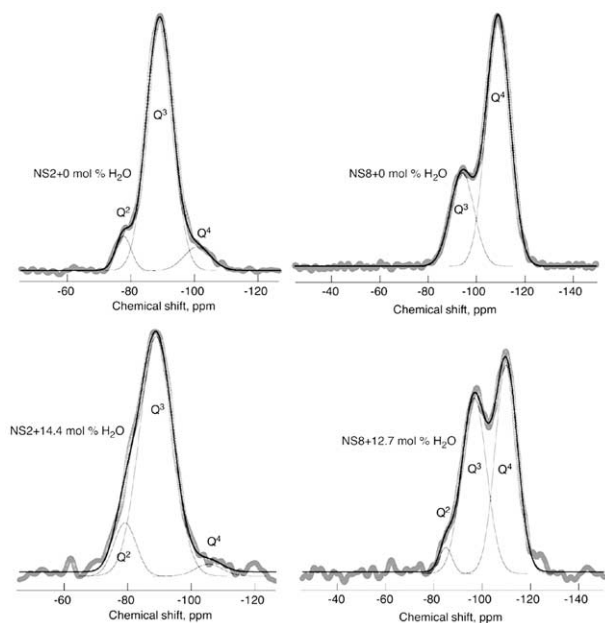 Q³
NS2+0 mol % H₂O
Q²
Q⁴
-60 -80 -100 -120
Chemical shift, ppm
Q⁴
NS8+0 mol % H₂O
Q³
-60 -80 -100 -120 -140
Chemical shift, ppm
Q³
NS2+14.4 mol % H₂O
Q²
Q⁴
-60 -80 -100 -120
Chemical shift, ppm
NS8+12.7 mol % H₂O
Q³
Q⁴
Q²
-40 -60 -80 -100 -120 -140
Chemical shift, ppm